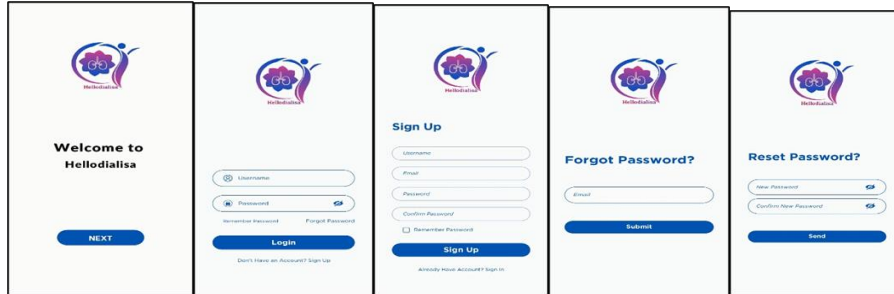 Hellodialisa
Welcome to
Hellodialisa
NEXT
Hellodialisa
Username
Password
Remember Password Forgot Password
Login
Don't Have an Account? Sign Up
Hellodialisa
Sign Up
Username
Email
Password
Confirm Password
Remember Password
Sign Up
Already Have Account? Sign In
Hellodialisa
Forgot Password?
Email
Submit
Hellodialisa
Reset Password?
New Password
Confirm New Password
Send